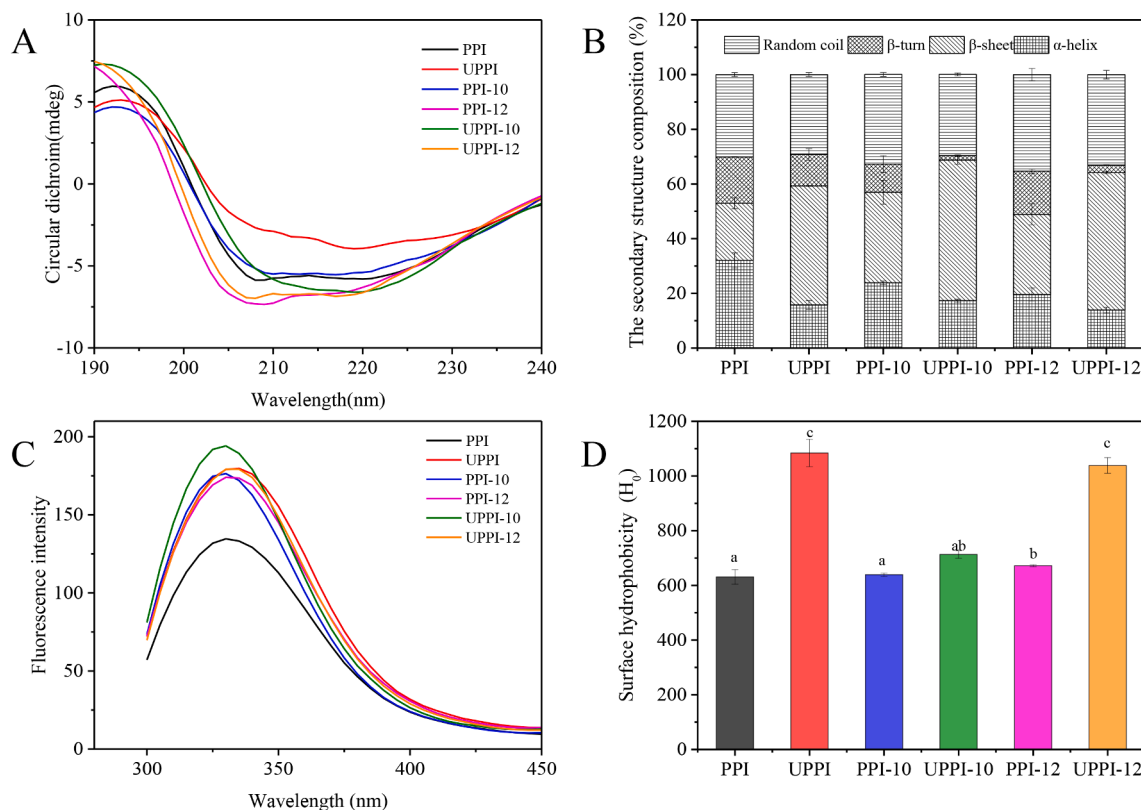 A
10
5
0
-5
-10
190 200 210 220 230 240
Circular dichroin(mdeg)
Wavelength(nm)
PPI
UPPI
PPI-10
PPI-12
UPPI-10
UPPI-12
B
120
100
80
60
40
20
0
The secondary structure composition (%)
Random coil β-turn β-sheet α-helix
PPI UPPI PPI-10 UPPI-10 PPI-12 UPPI-12
C
200
150
100
50
0
300 350 400 450
Fluorescence intensity
Wavelength (nm)
PPI
UPPI
PPI-10
PPI-12
UPPI-10
UPPI-12
D
1200
1000
800
600
400
200
0
Surface hydrophobicity (H₀)
a c a ab b c
PPI UPPI PPI-10 UPPI-10 PPI-12 UPPI-12